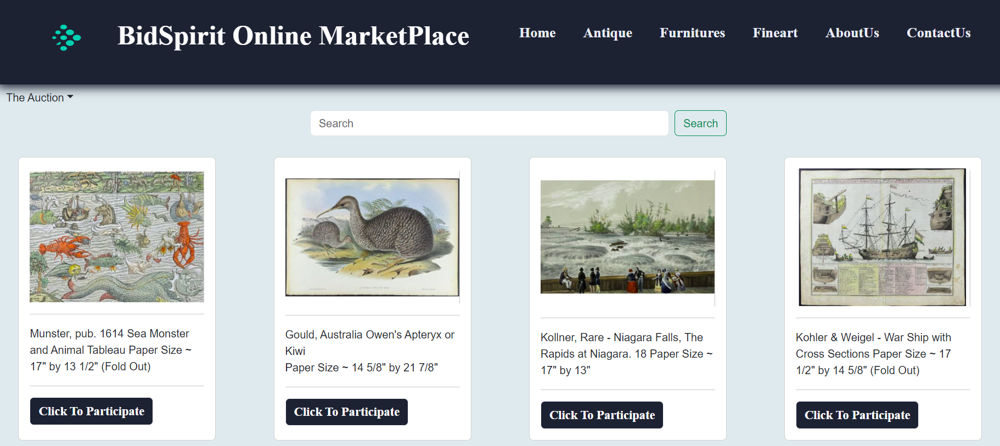 BidSpirit Online MarketPlace
Home
Antique
Furnitures
Fineart
AboutUs
ContactUs
The Auction
Search
Search
Munster, pub. 1614 Sea Monster
and Animal Tableau Paper Size ~
17" by 13 1/2" (Fold Out)
Click To Participate
Gould, Australia Owen's Apteryx or
Kiwi
Paper Size ~ 14 5/8" by 21 7/8"
Click To Participate
Kollner, Rare - Niagara Falls, The
Rapids at Niagara. 18 Paper Size ~
17" by 13"
Click To Participate
Kohler & Weigel - War Ship with
Cross Sections Paper Size ~ 17
1/2" by 14 5/8" (Fold Out)
Click To Participate